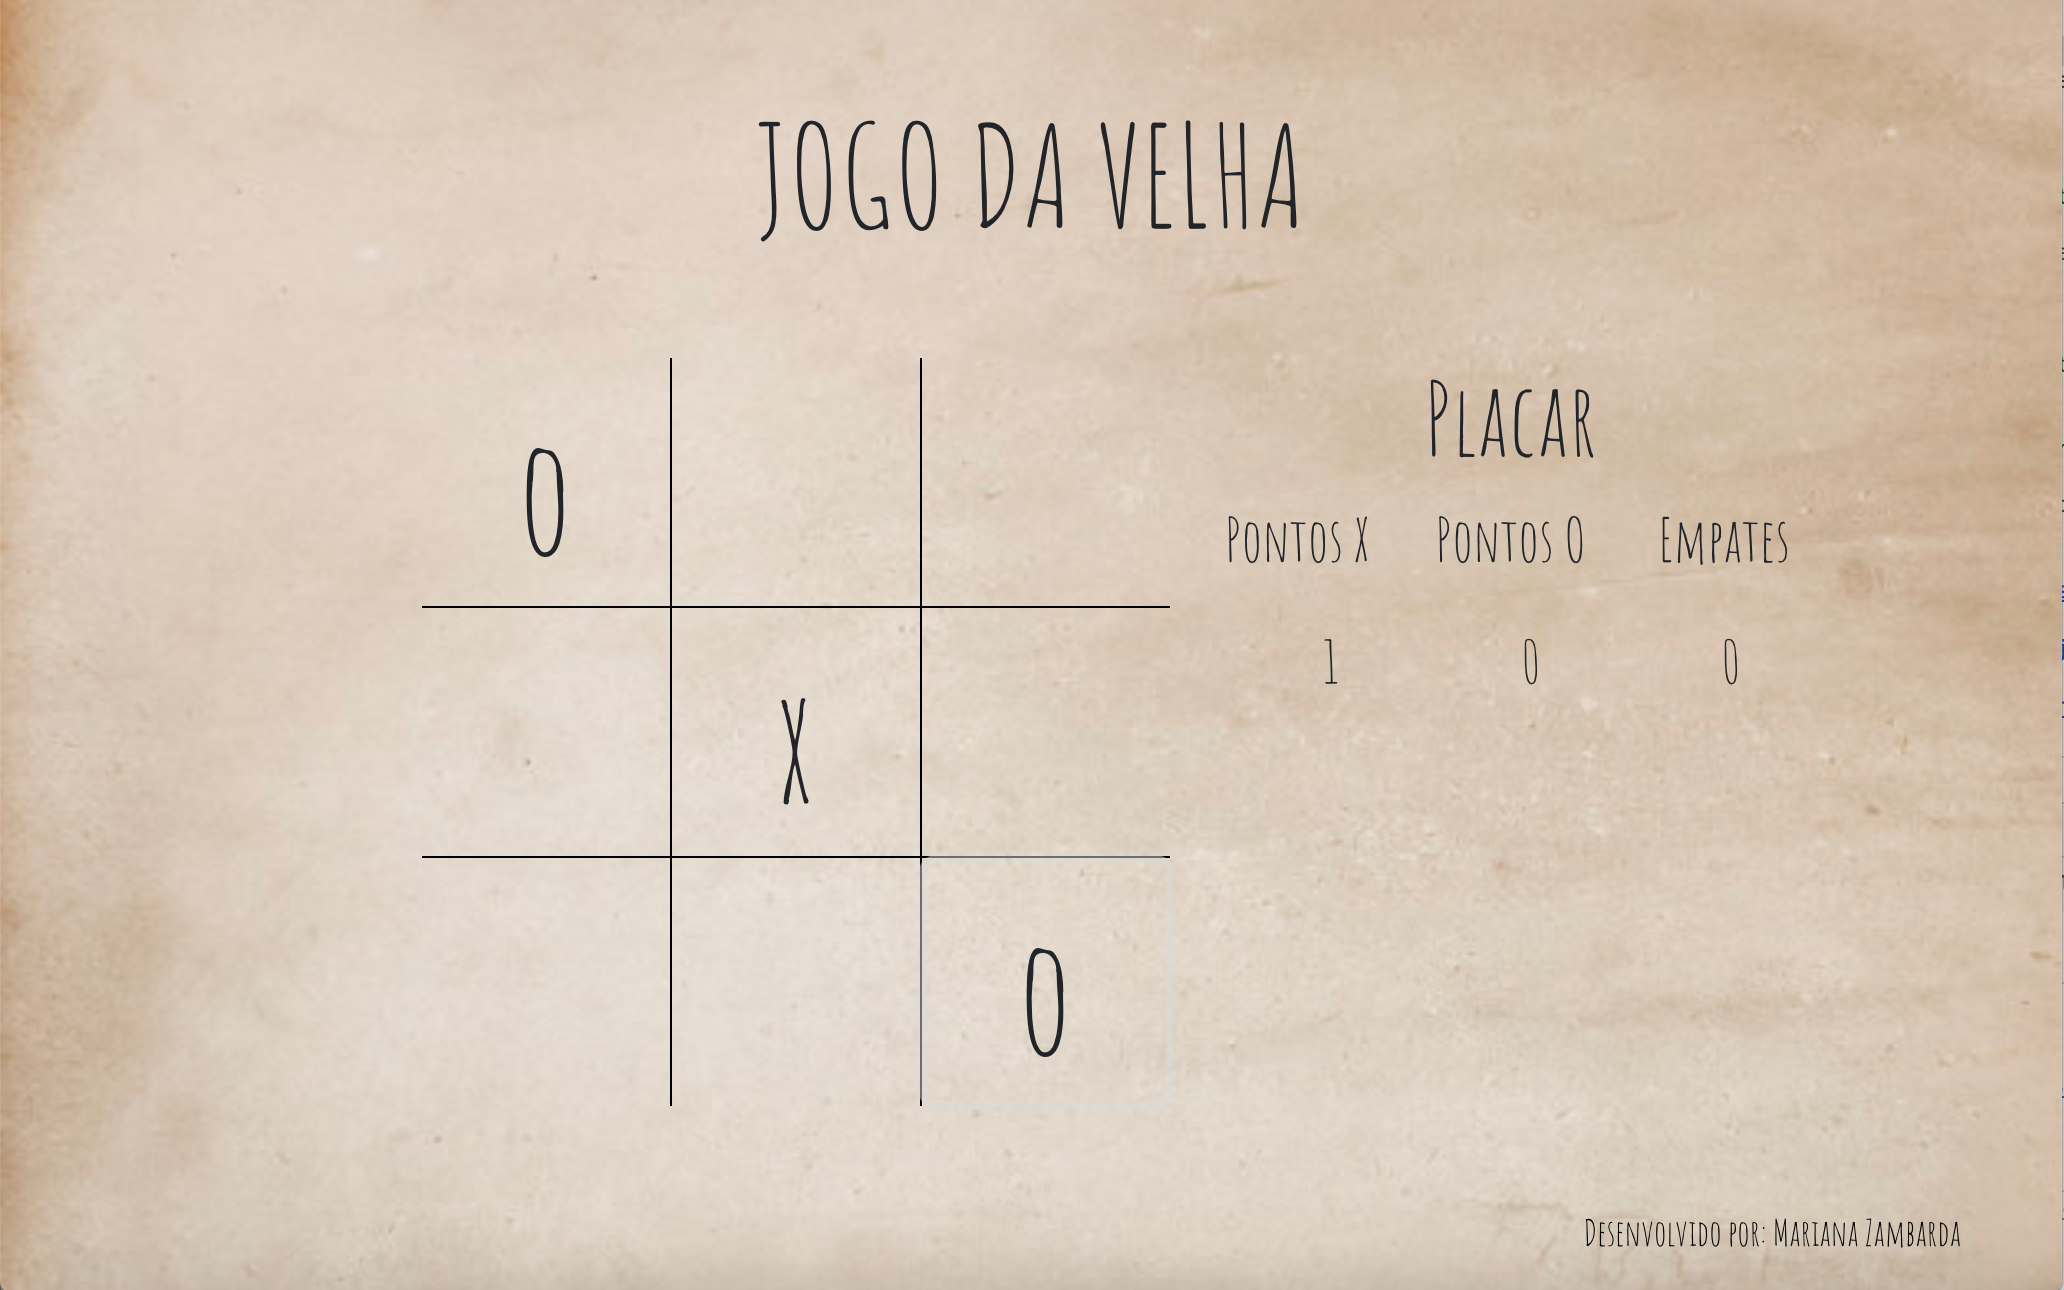 JOGO DA VELHA
O
X
O
PLACAR
PONTOS X PONTOS O EMPATES
1 0 0
DESENVOLVIDO POR: MARIANA ZAMBARDA